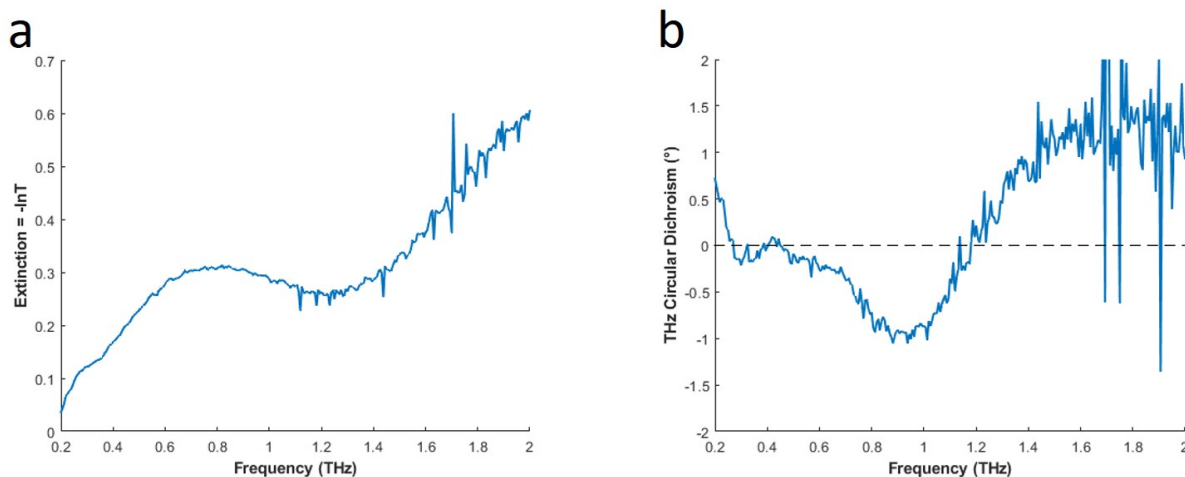 a
0.7
0.6
0.5
0.4
0.3
0.2
0.1
0
Extinction = -lnT
0.2 0.4 0.6 0.8 1 1.2 1.4 1.6 1.8 2
Frequency (THz)
b
2
1.5
1
0.5
0
-0.5
-1
-1.5
-2
THz Circular Dichroism (°)
0.2 0.4 0.6 0.8 1 1.2 1.4 1.6 1.8 2
Frequency (THz)